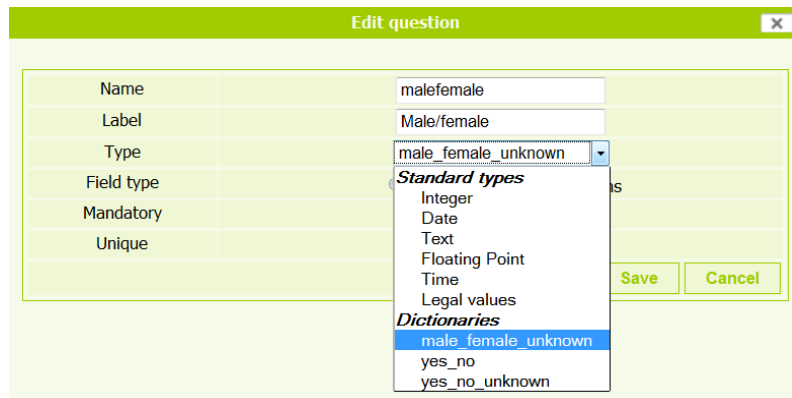 Edit question
Name malefemale
Label Male/female
Type male_female_unknown
Field type
Mandatory
Unique
Standard types
Integer
Date
Text
Floating Point
Time
Legal values
Dictionaries
male_female_unknown
yes_no
yes_no_unknown
Save Cancel